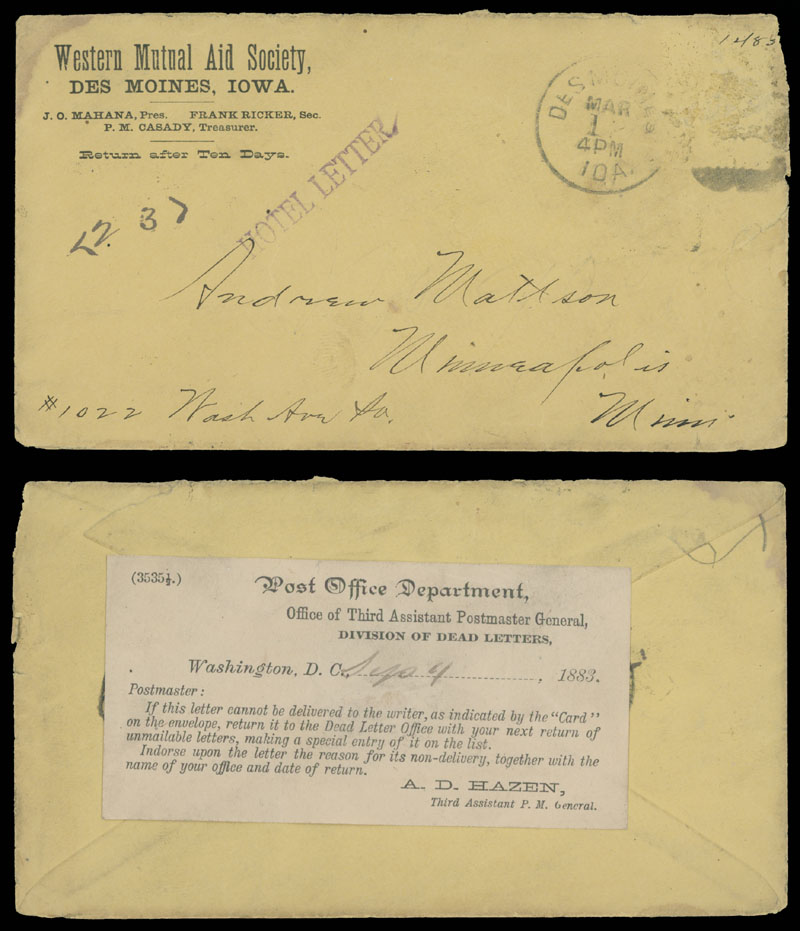 Western Mutual Aid Society,
DES MOINES, IOWA.
J. O. MAHANA, Pres. FRANK RICKER, Sec.
P. M. CASADY, Treasurer.
Return after Ten Days.
DES MOINES
MAR
1
4PM
IOA
HOTEL LETTER
37
Andrew Mattson
Minneapolis
#1022 Wash Ave So. Minn.
(3535½.)
Post Office Department,
Office of Third Assistant Postmaster General,
DIVISION OF DEAD LETTERS,
Washington, D. C., Sep 4, 1883.
Postmaster:
If this letter cannot be delivered to the writer, as indicated by the "Card"
on the envelope, return it to the Dead Letter Office with your next return of
unmailable letters, making a special entry of it on the list.
Indorse upon the letter the reason for its non-delivery, together with the
name of your office and date of return.
A. D. HAZEN,
Third Assistant P. M. General.